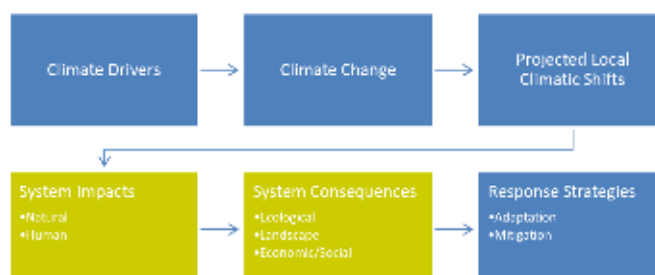 Climate Drivers
Climate Change
Projected Local
Climatic Shifts
System Impacts
•Natural
•Human
System Consequences
•Ecological
•Landscape
•Economic/Social
Response Strategies
•Adaptation
•Mitigation